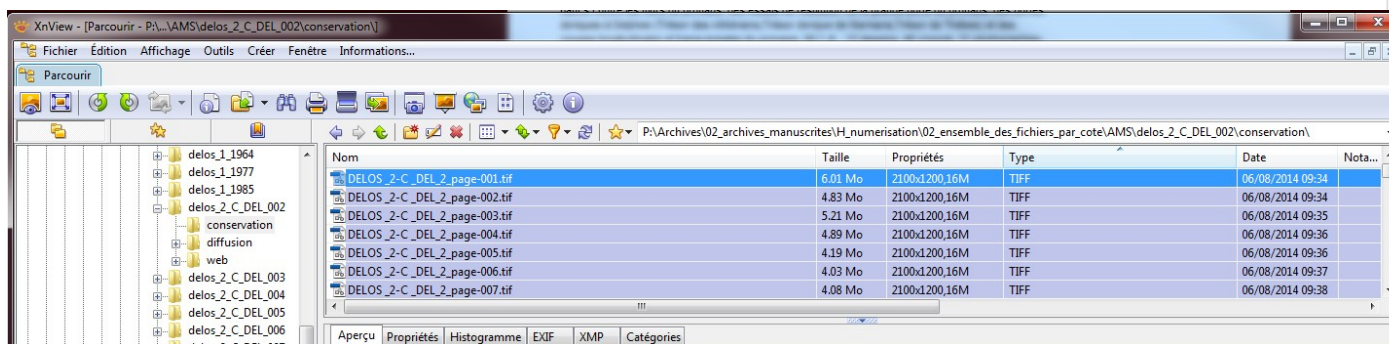 XnView - [Parcourir - P:\...\AMS\delos_2_C_DEL_002\conservation\]
Fichier Édition Affichage Outils Créer Fenêtre Informations...
Parcourir
P:\Archives\02_archives_manuscrites\H_numerisation\02_ensemble_des_fichiers_par_cote\AMS\delos_2_C_DEL_002\conservation\
delos_1_1964
delos_1_1977
delos_1_1985
delos_2_C_DEL_002
conservation
diffusion
web
delos_2_C_DEL_003
delos_2_C_DEL_004
delos_2_C_DEL_005
delos_2_C_DEL_006
Nom Taille Propriétés Type Date Nota...
DELOS _2-C _DEL_2_page-001.tif 6.01 Mo 2100x1200,16M TIFF 06/08/2014 09:34
DELOS _2-C _DEL_2_page-002.tif 4.83 Mo 2100x1200,16M TIFF 06/08/2014 09:34
DELOS _2-C _DEL_2_page-003.tif 5.21 Mo 2100x1200,16M TIFF 06/08/2014 09:35
DELOS _2-C _DEL_2_page-004.tif 4.89 Mo 2100x1200,16M TIFF 06/08/2014 09:36
DELOS _2-C _DEL_2_page-005.tif 4.19 Mo 2100x1200,16M TIFF 06/08/2014 09:36
DELOS _2-C _DEL_2_page-006.tif 4.03 Mo 2100x1200,16M TIFF 06/08/2014 09:37
DELOS _2-C _DEL_2_page-007.tif 4.08 Mo 2100x1200,16M TIFF 06/08/2014 09:38
Aperçu Propriétés Histogramme EXIF XMP Catégories